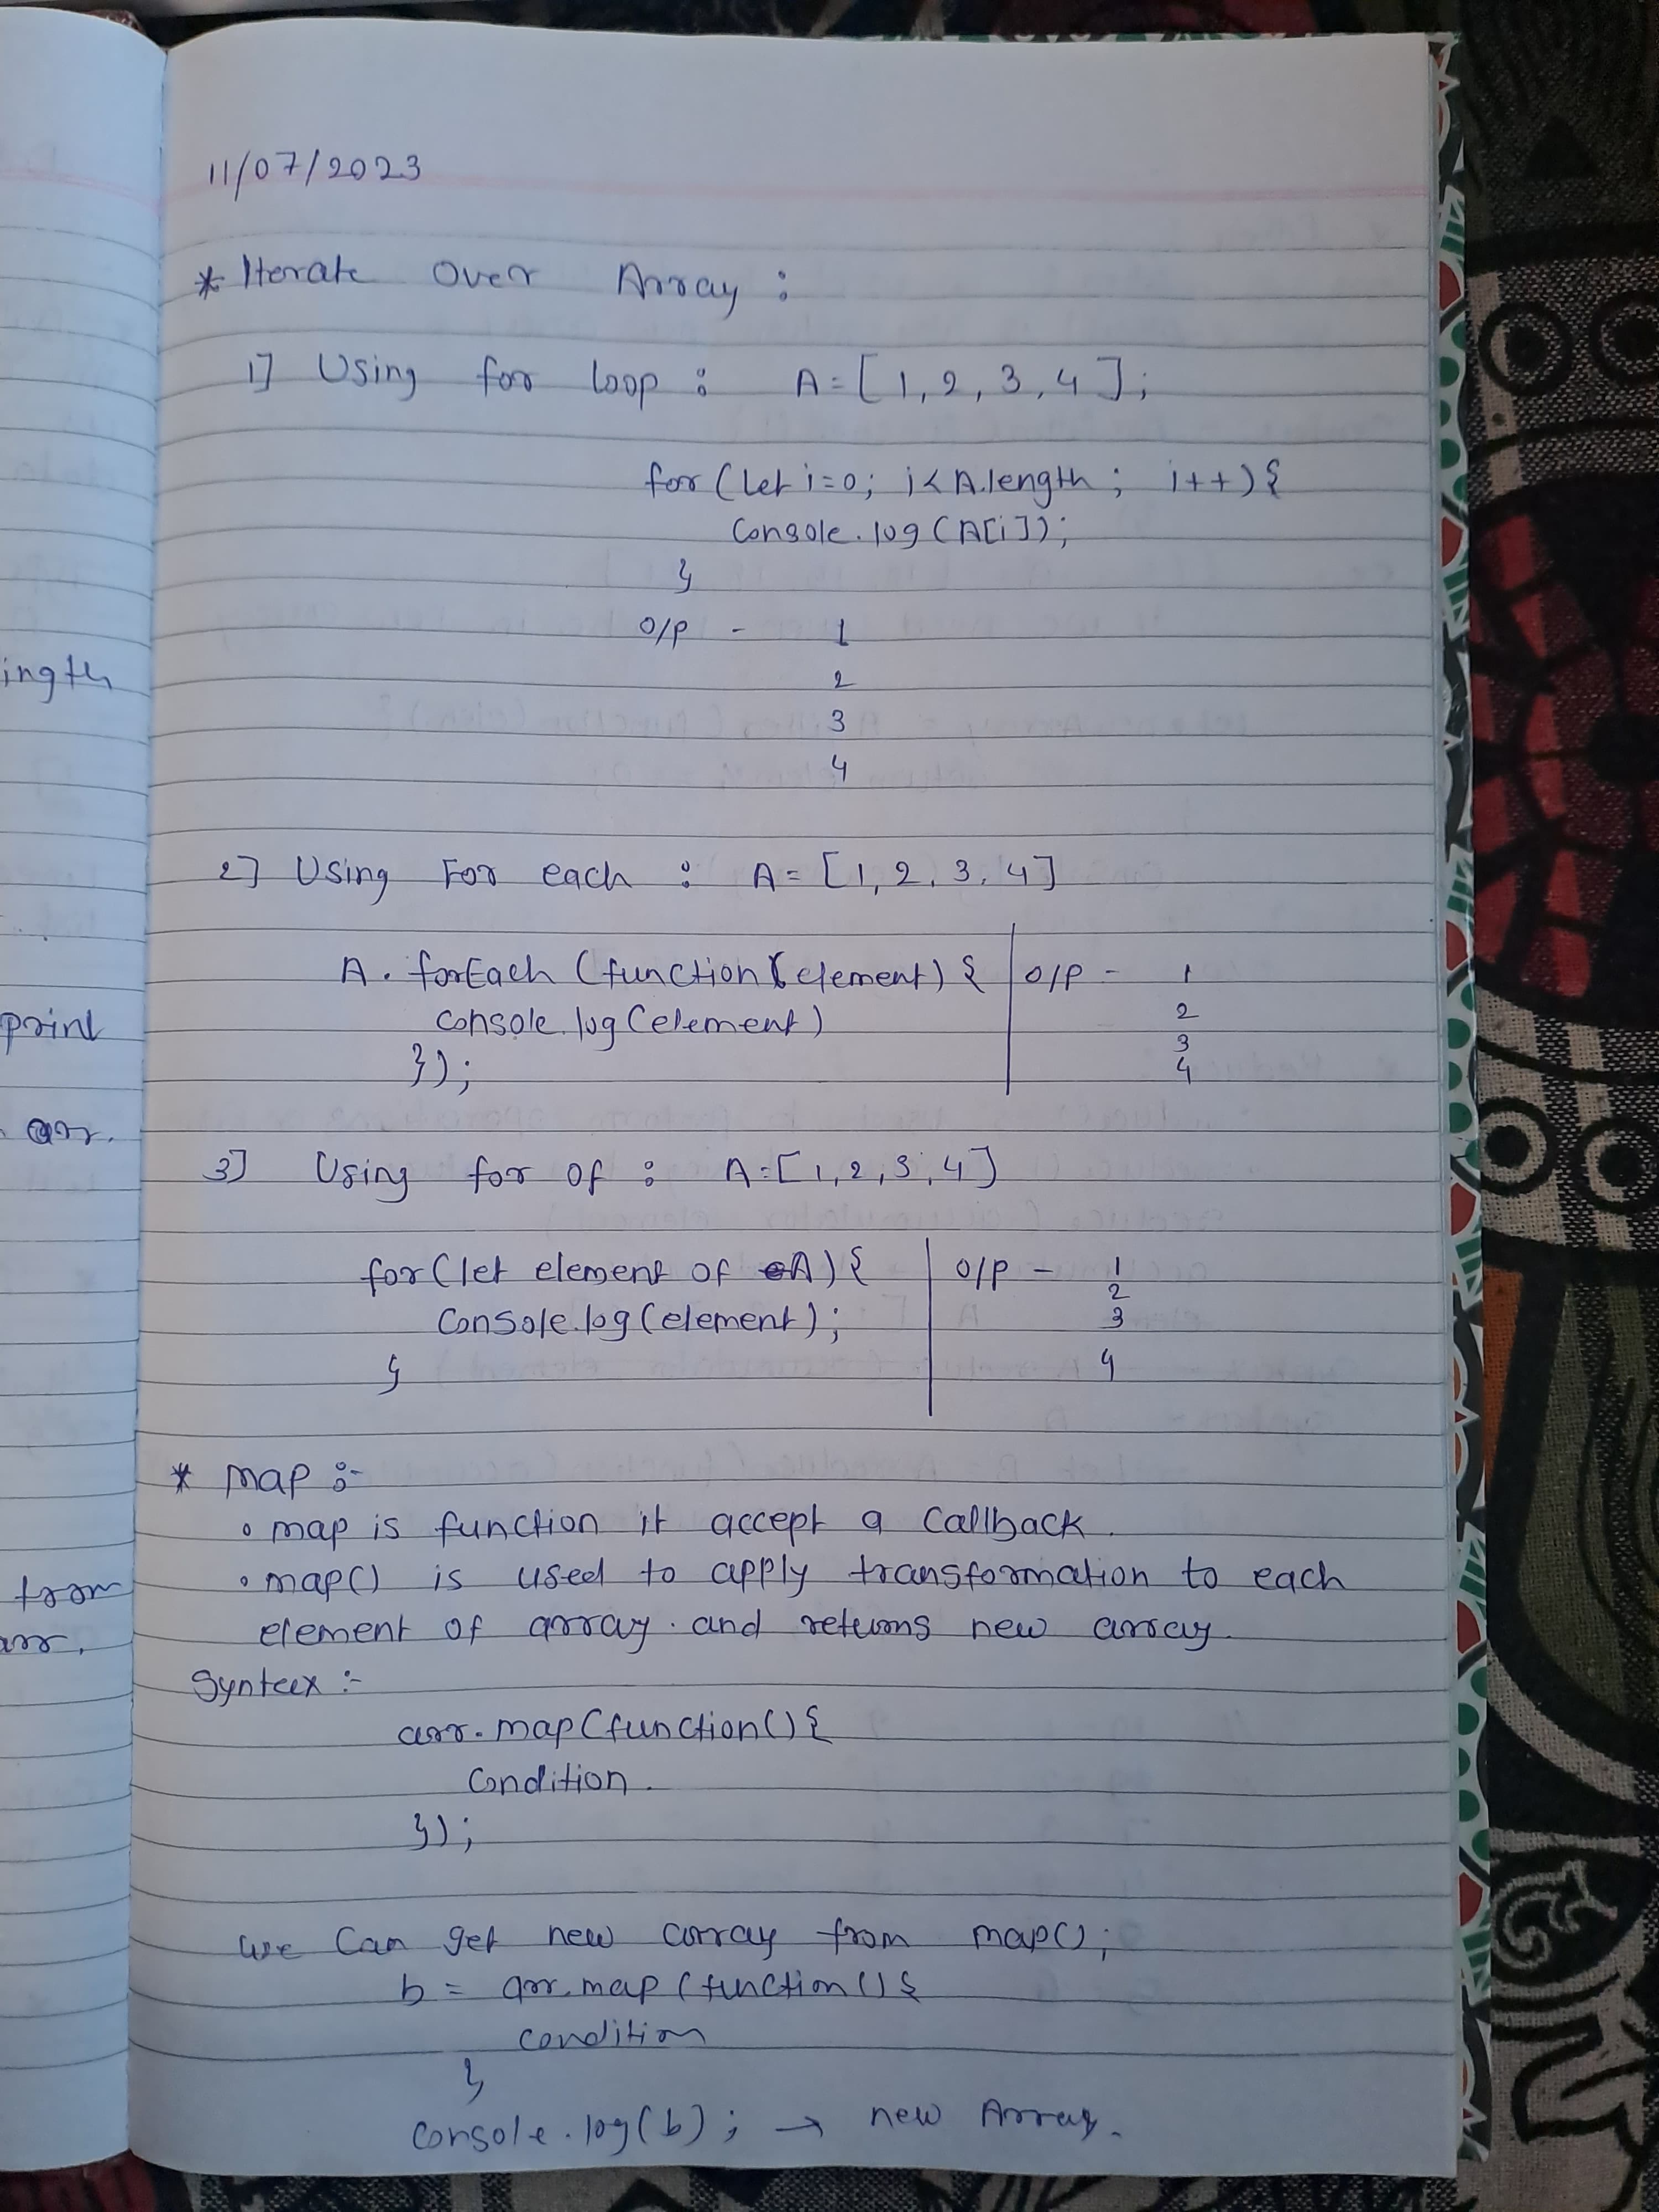 11/07/2023
* Iterate Over Array :
1] Using for loop : A = [ 1, 2, 3, 4 ];
for ( let i=0; i< A.length ; i++ ) {
Console. log (A[i]);
}
O/P - 1
2
3
4
2] Using For each : A = [ 1, 2, 3, 4 ]
A. forEach ( function ( element ) {
console. log (element)
});
O/P - 1
2
3
4
3] Using for of : A = [ 1, 2, 3, 4 ]
for ( let element of A) {
Console. log (element) ;
}
O/P - 1
2
3
4
* map :-
• map is function it accept a Callback.
• map() is used to apply transformation to each
element of array. and returns new array.
Syntax :-
arr. map (function() {
Condition.
});
we Can get new array from map();
b = arr. map ( function () {
condition
}
console. log(b) ; → new Array.
ingth
print
arr.
from
arr.